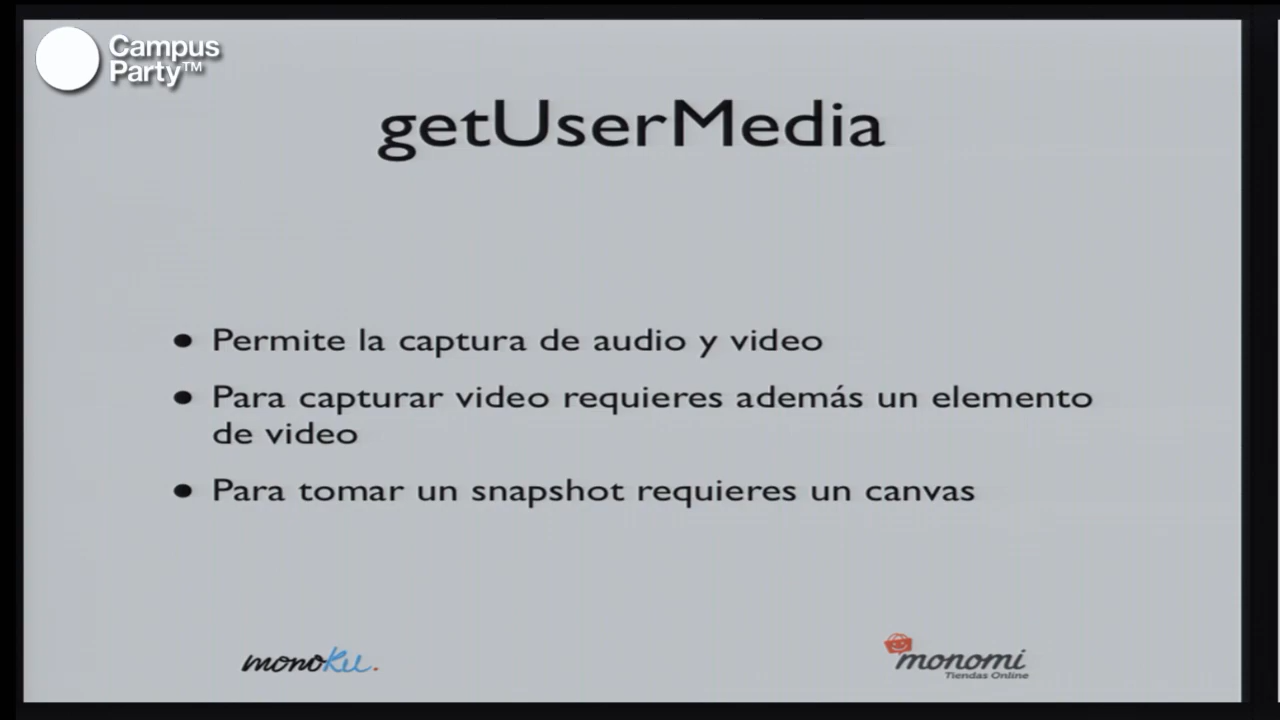 Campus
Party™
getUserMedia
• Permite la captura de audio y video
• Para capturar video requieres además un elemento
de video
• Para tomar un snapshot requieres un canvas
monoku.
monomi
Tiendas Online